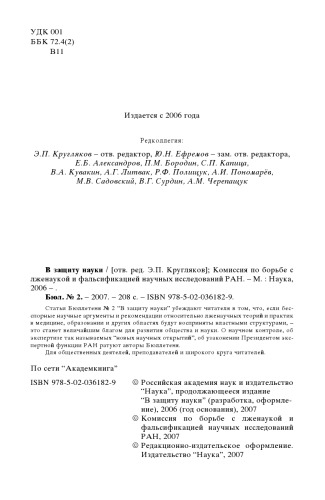 УДК 001
ББК 72.4(2)
В11
Издается с 2006 года
Редколлегия:
Э.П. Кругляков – отв. редактор, Ю.Н. Ефремов – зам. отв. редактора,
Е.Б. Александров, П.М. Бородин, С.П. Капица,
В.А. Кувакин, А.Г. Литвак, Р.Ф. Полищук, А.И. Пономарёв,
М.В. Садовский, В.Г. Сурдин, А.М. Черепащук
В защиту науки / [отв. ред. Э.П. Кругляков]; Комиссия по борьбе с
лженаукой и фальсификацией научных исследований РАН. – М. : Наука,
2006 – .
Бюл. № 2. – 2007. – 208 с. – ISBN 978-5-02-036182-9.
Статьи Бюллетеня № 2 "В защиту науки" убеждают читателя в том, что, если бес-
спорные научные аргументы и рекомендации относительно лженаучных теорий и практик
в медицине, образовании и других областях будут восприняты властными структурами, –
это станет величайшим благом для развития общества и науки. О научном контроле, об
экспертизе так называемых "новых научных открытий", об узаконении Президентом экс-
пертной функции РАН ратуют авторы Бюллетеня.
Для общественных деятелей, преподавателей и широкого круга читателей.
По сети "Академкнига"
ISBN 978-5-02-036182-9
© Российская академия наук и издательство
"Наука", продолжающееся издание
"В защиту науки" (разработка, оформле-
ние), 2006 (год основания), 2007
© Комиссия по борьбе с лженаукой и
фальсификацией научных исследований
РАН, 2007
© Редакционно-издательское оформление.
Издательство "Наука", 2007